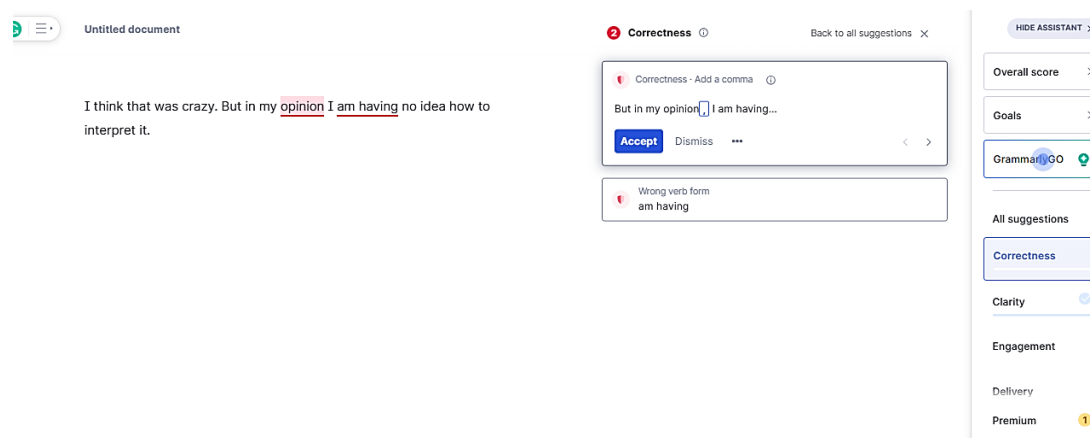 Untitled document
2 Correctness
Back to all suggestions
HIDE ASSISTANT
Correctness · Add a comma
But in my opinion, I am having...
Accept Dismiss •••
Wrong verb form
am having
I think that was crazy. But in my opinion I am having no idea how to
interpret it.
Overall score
Goals
GrammarlyGO
All suggestions
Correctness
Clarity
Engagement
Delivery
Premium 1